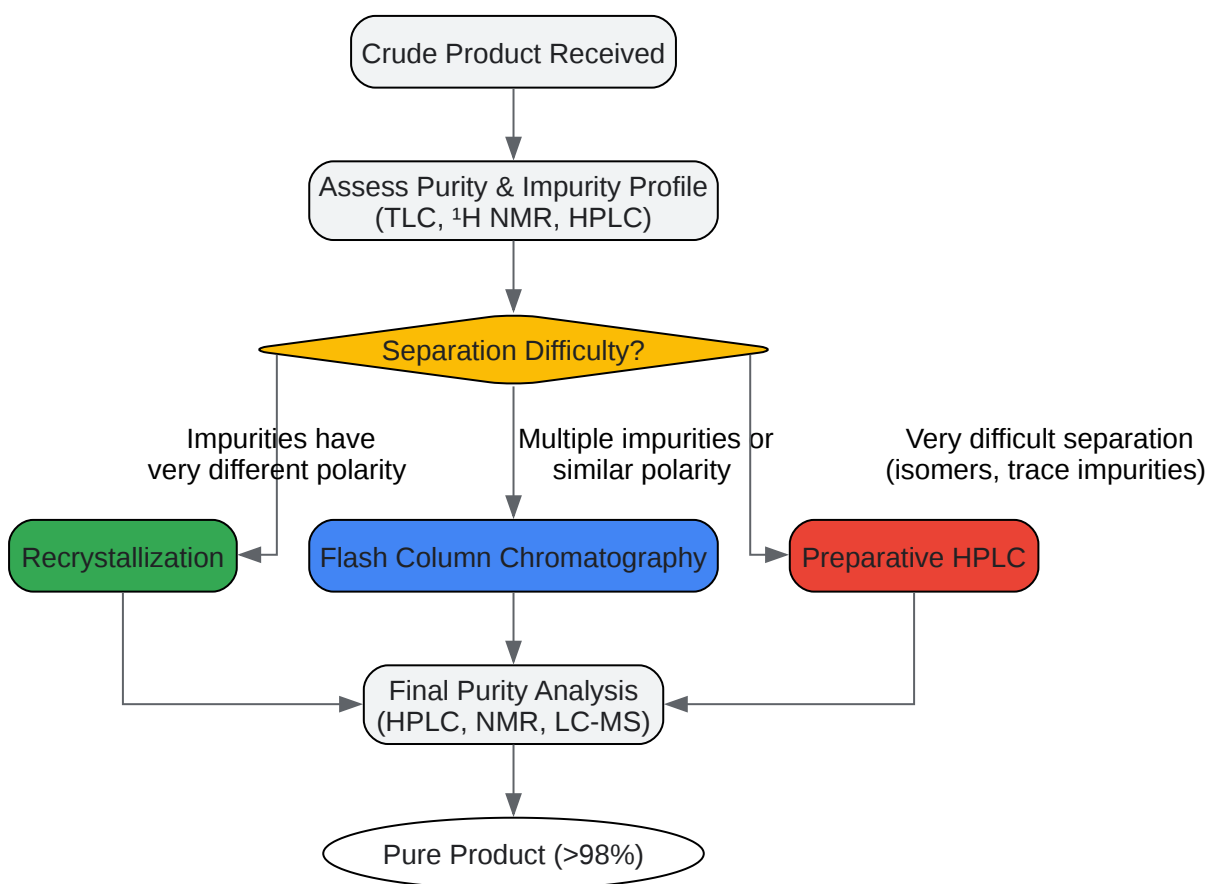 Crude Product Received
Assess Purity & Impurity Profile
(TLC, ¹H NMR, HPLC)
Separation Difficulty?
Impurities have
very different polarity
Multiple impurities or
similar polarity
Very difficult separation
(isomers, trace impurities)
Recrystallization
Flash Column Chromatography
Preparative HPLC
Final Purity Analysis
(HPLC, NMR, LC-MS)
Pure Product (>98%)